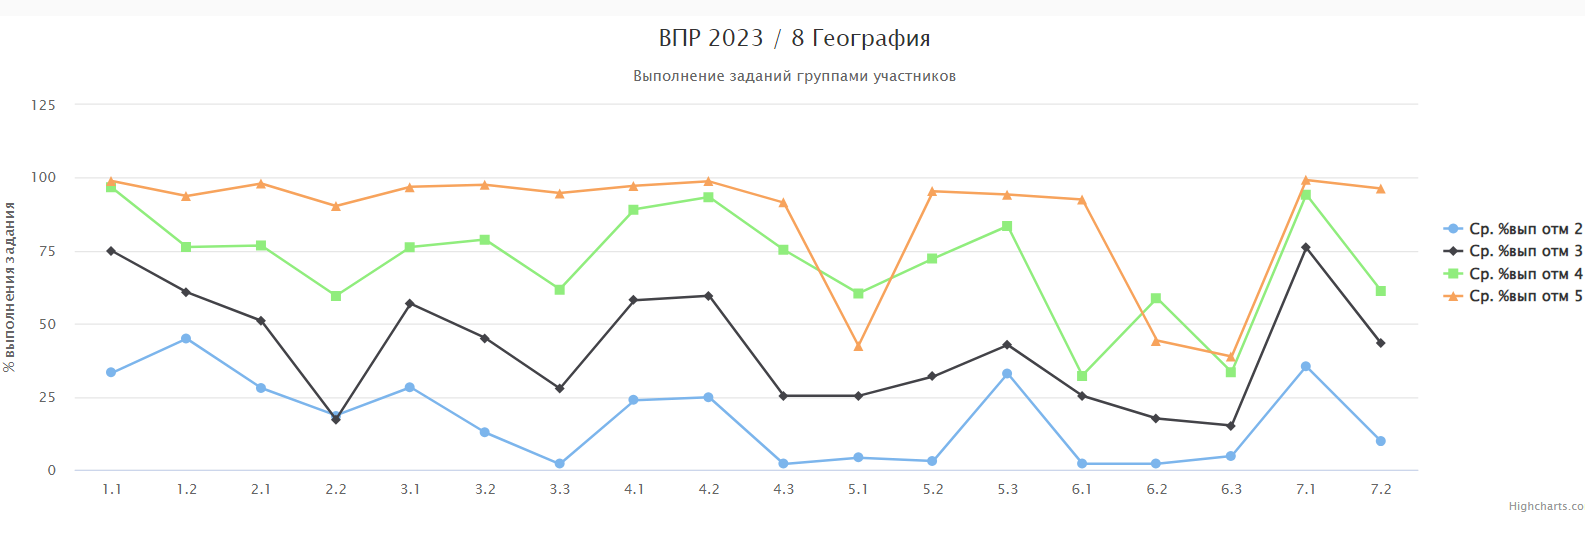 ВПР 2023 / 8 География
Выполнение заданий группами участников
% выполнения задания
125
100
75
50
25
0
1.1 1.2 2.1 2.2 3.1 3.2 3.3 4.1 4.2 4.3 5.1 5.2 5.3 6.1 6.2 6.3 7.1 7.2
Ср. %вып отм 2
Ср. %вып отм 3
Ср. %вып отм 4
Ср. %вып отм 5
Highcharts.co